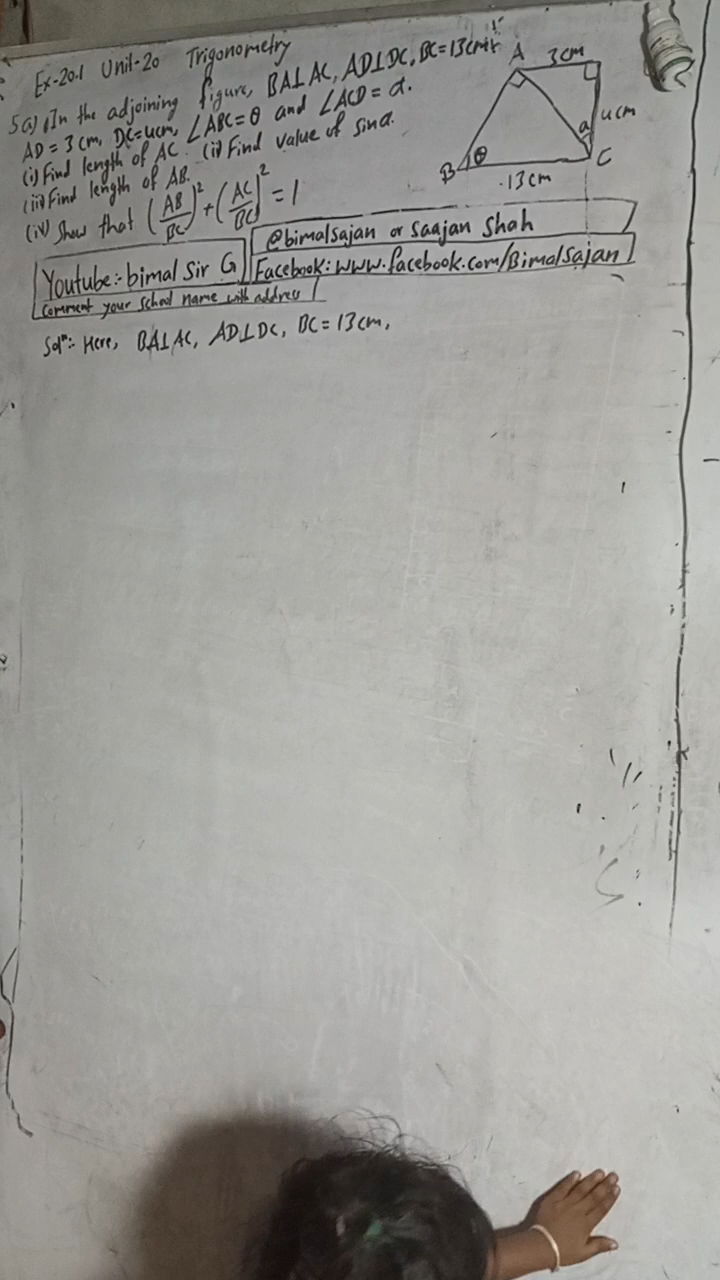 Ex-20.1 Unit-20 Trigonometry
5(a) In the adjoining figure, BA⊥AC, AD⊥DC, BC=13cm
AD = 3 cm, DC=4cm, ∠ABC=θ and ∠ACD = α.
(i) Find length of AC. (ii) Find value of sinα.
(iii) Find length of AB.
(iv) Show that (AB/BC)² + (AC/BC)² = 1
A 3cm
4cm
α
B θ C
13cm
@bimalsajan or Saajan Shah
Youtube:- bimal Sir G
Facebook: www.facebook.com/Bimalsajan
Comment your school name with address
Solⁿ:- Here, BA⊥AC, AD⊥DC, BC = 13cm,